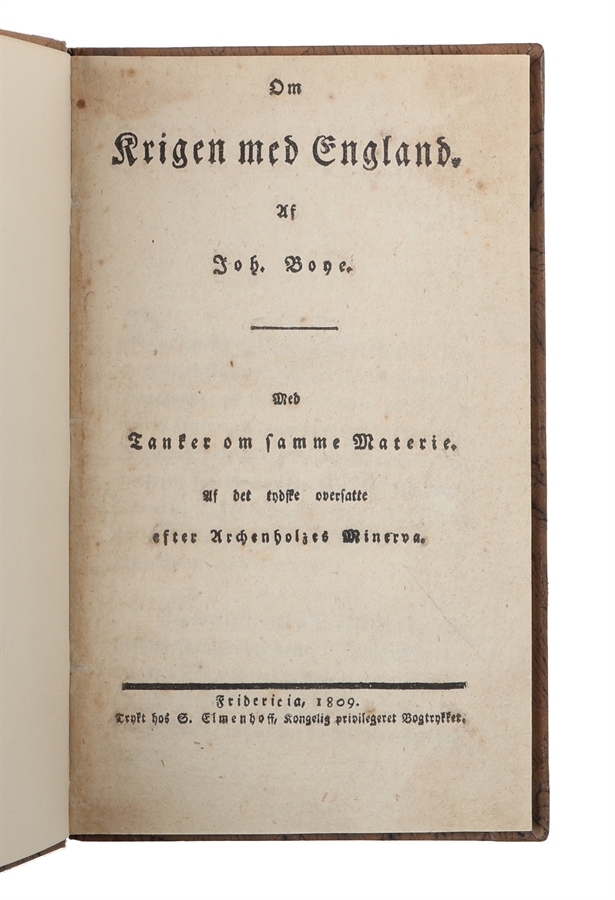 Om
Krigen med England.
Af
Joh. Boye.
Med
Tanker om samme Materie.
Af det tydske oversatte
efter Archenholzes Minerva.
Fridericia, 1809.
Trykt hos S. Elmenhoff, Kongelig privilegeret Bogtrykker.